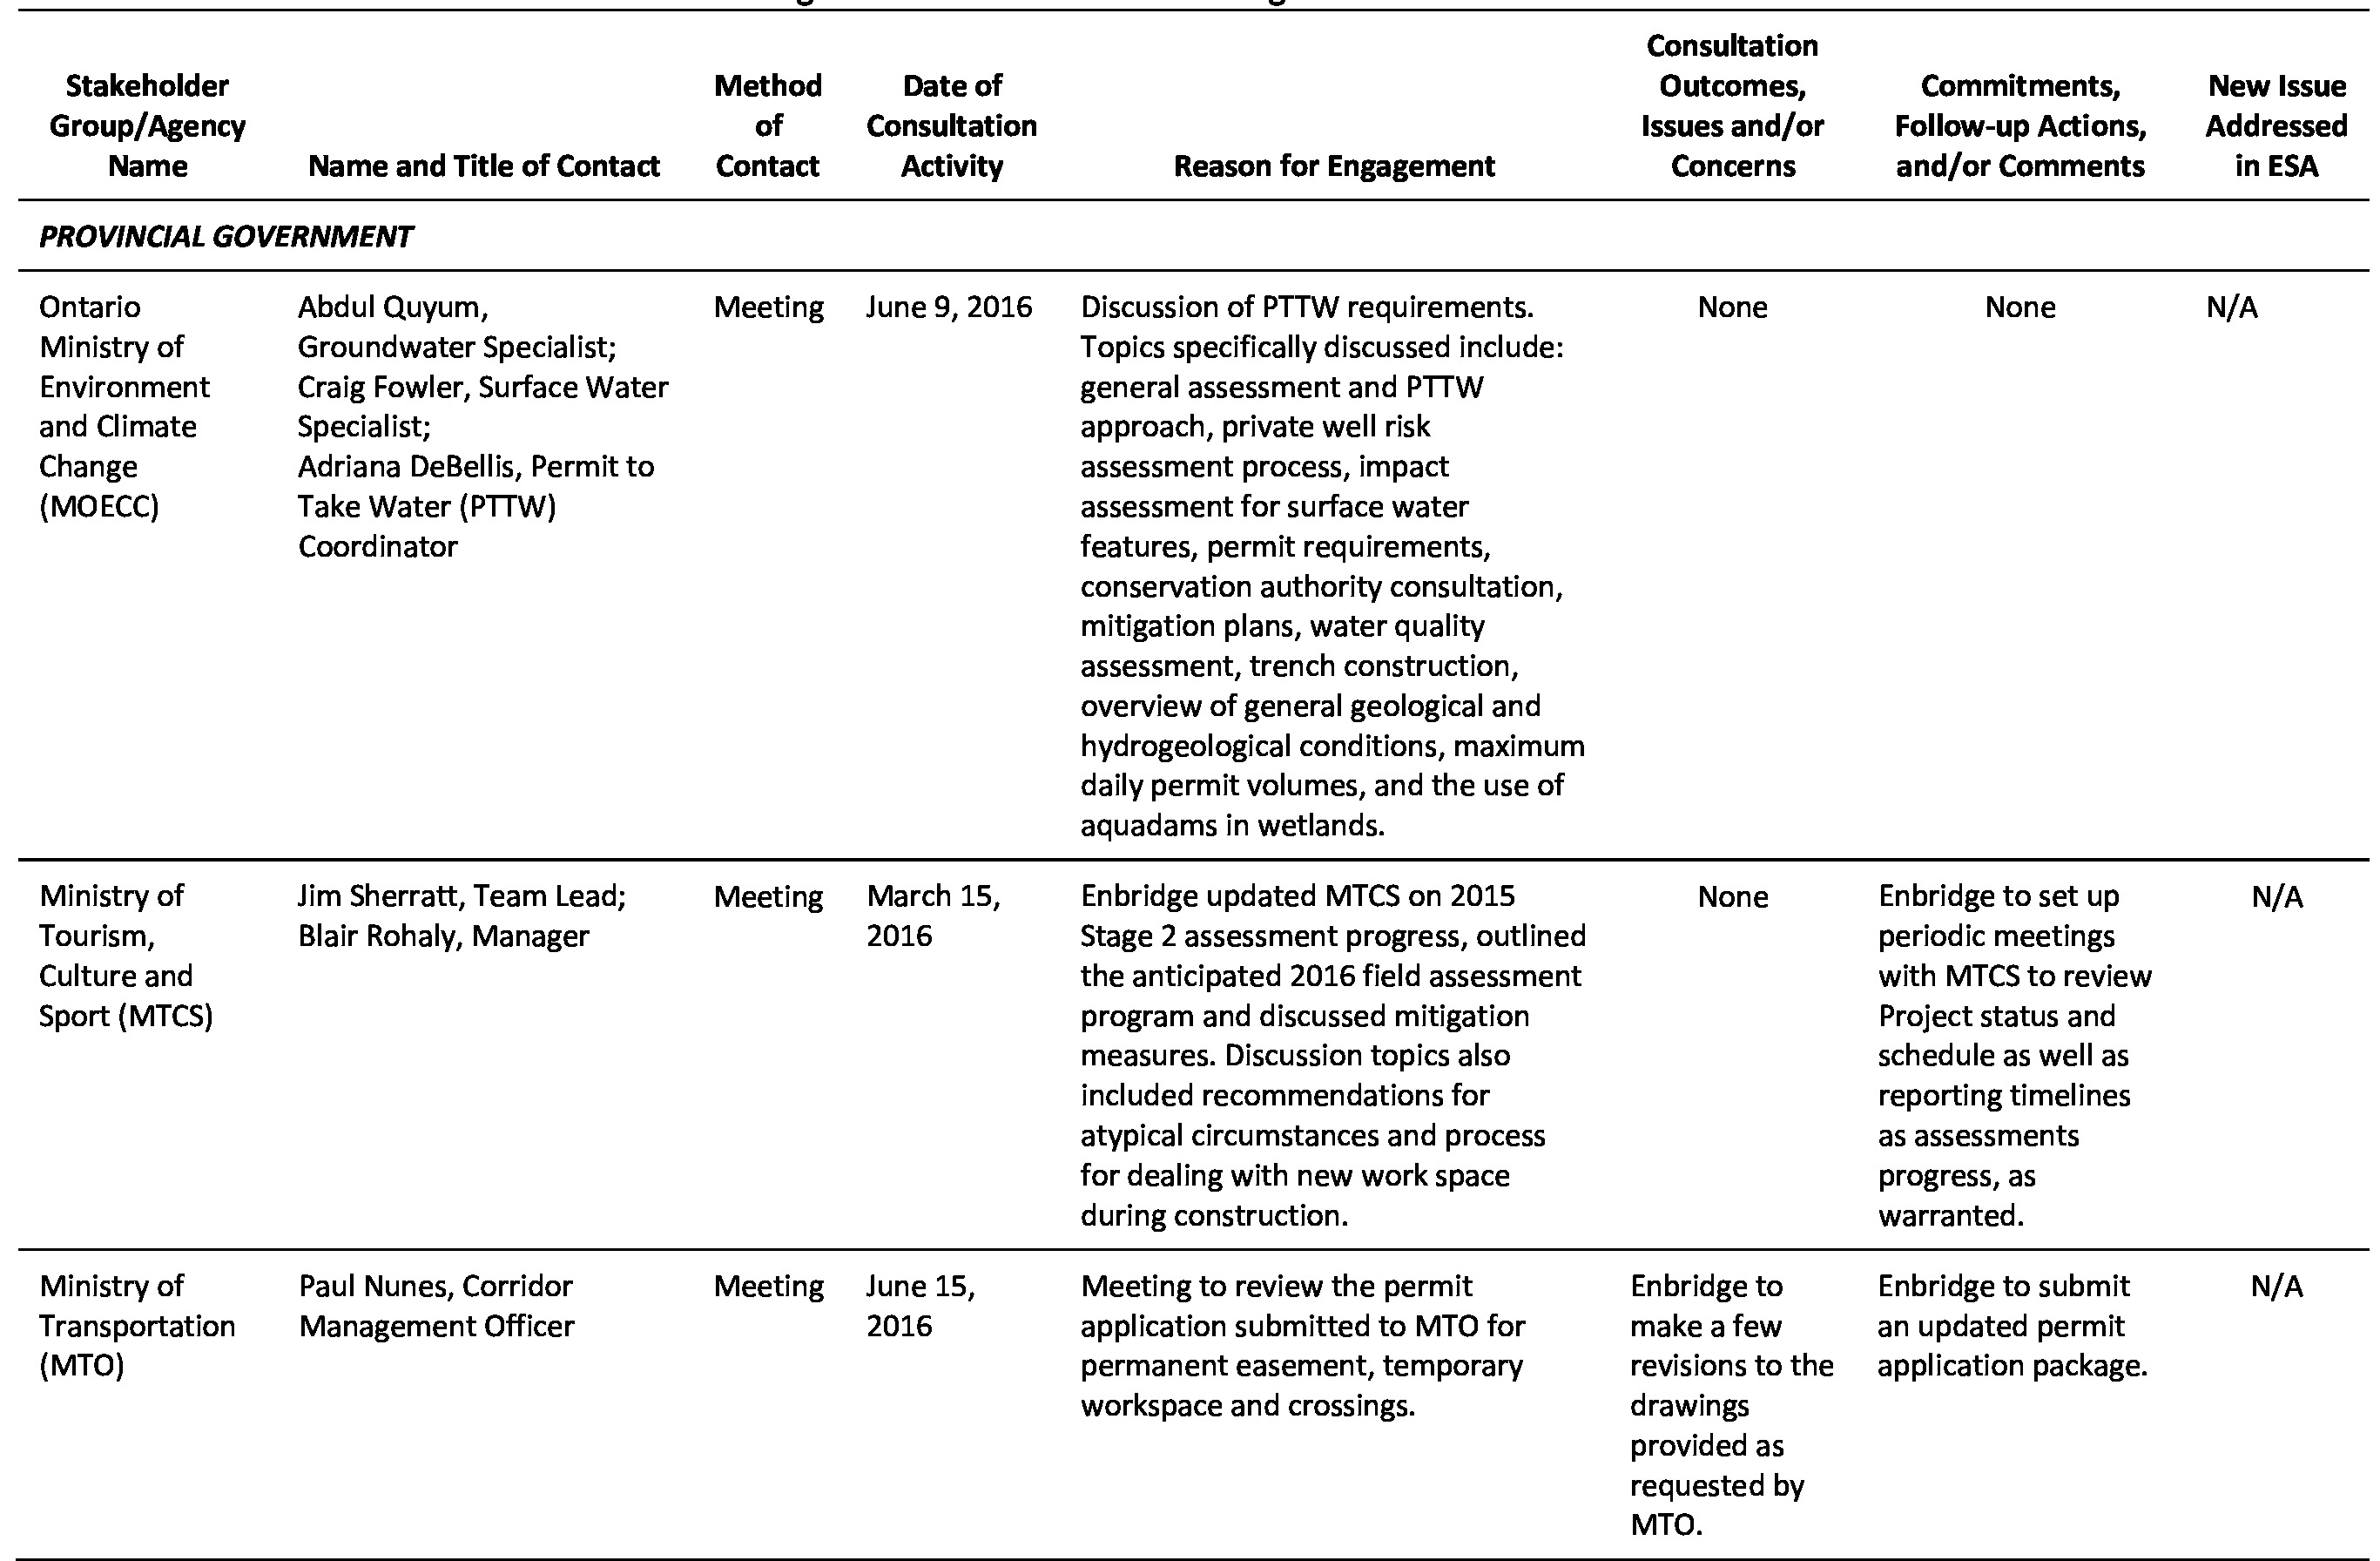 Stakeholder
Group/Agency
Name
Name and Title of Contact
Method
of
Contact
Date of
Consultation
Activity
Reason for Engagement
Consultation
Outcomes,
Issues and/or
Concerns
Commitments,
Follow-up Actions,
and/or Comments
New Issue
Addressed
in ESA
PROVINCIAL GOVERNMENT
Ontario
Ministry of
Environment
and Climate
Change
(MOECC)
Abdul Quyum,
Groundwater Specialist;
Craig Fowler, Surface Water
Specialist;
Adriana DeBellis, Permit to
Take Water (PTTW)
Coordinator
Meeting
June 9, 2016
Discussion of PTTW requirements.
Topics specifically discussed include:
general assessment and PTTW
approach, private well risk
assessment process, impact
assessment for surface water
features, permit requirements,
conservation authority consultation,
mitigation plans, water quality
assessment, trench construction,
overview of general geological and
hydrogeological conditions, maximum
daily permit volumes, and the use of
aquadams in wetlands.
None
None
N/A
Ministry of
Tourism,
Culture and
Sport (MTCS)
Jim Sherratt, Team Lead;
Blair Rohaly, Manager
Meeting
March 15,
2016
Enbridge updated MTCS on 2015
Stage 2 assessment progress, outlined
the anticipated 2016 field assessment
program and discussed mitigation
measures. Discussion topics also
included recommendations for
atypical circumstances and process
for dealing with new work space
during construction.
None
Enbridge to set up
periodic meetings
with MTCS to review
Project status and
schedule as well as
reporting timelines
as assessments
progress, as
warranted.
N/A
Ministry of
Transportation
(MTO)
Paul Nunes, Corridor
Management Officer
Meeting
June 15,
2016
Meeting to review the permit
application submitted to MTO for
permanent easement, temporary
workspace and crossings.
Enbridge to
make a few
revisions to the
drawings
provided as
requested by
MTO.
Enbridge to submit
an updated permit
application package.
N/A